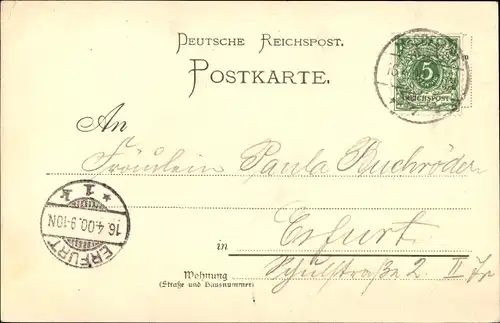 Deutsche Reichspost.
Postkarte.
5
REICHSPOST
An
Fräulein Paula Buchröder
in Erfurt
Wohnung Schulstraße 2 II Tr
(Straße und Hausnummer)
ERFURT
16.4.00.9-10N.
* 1 k